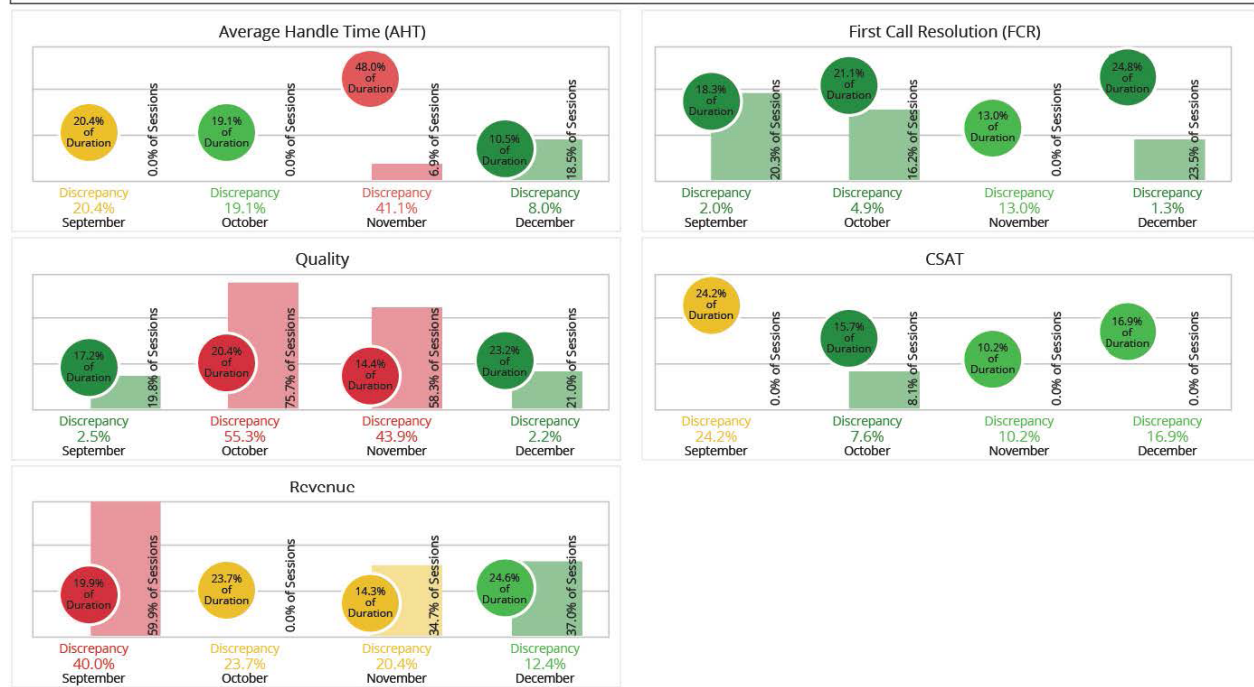 Average Handle Time (AHT)
20.4%
of
Duration
0.0% of Sessions
19.1%
of
Duration
0.0% of Sessions
48.0%
of
Duration
6.9% of Sessions
10.5%
of
Duration
18.5% of Sessions
Discrepancy
20.4%
September
Discrepancy
19.1%
October
Discrepancy
41.1%
November
Discrepancy
8.0%
December
First Call Resolution (FCR)
18.3%
of
Duration
20.3% of Sessions
21.1%
of
Duration
16.2% of Sessions
13.0%
of
Duration
0.0% of Sessions
24.8%
of
Duration
23.5% of Sessions
Discrepancy
2.0%
September
Discrepancy
4.9%
October
Discrepancy
13.0%
November
Discrepancy
1.3%
December
Quality
17.2%
of
Duration
19.8% of Sessions
20.4%
of
Duration
75.7% of Sessions
14.4%
of
Duration
58.3% of Sessions
23.2%
of
Duration
21.0% of Sessions
Discrepancy
2.5%
September
Discrepancy
55.3%
October
Discrepancy
43.9%
November
Discrepancy
2.2%
December
CSAT
24.2%
of
Duration
0.0% of Sessions
15.7%
of
Duration
8.1% of Sessions
10.2%
of
Duration
0.0% of Sessions
16.9%
of
Duration
0.0% of Sessions
Discrepancy
24.2%
September
Discrepancy
7.6%
October
Discrepancy
10.2%
November
Discrepancy
16.9%
December
Revenue
19.9%
of
Duration
59.9% of Sessions
23.7%
of
Duration
0.0% of Sessions
14.3%
of
Duration
34.7% of Sessions
24.6%
of
Duration
37.0% of Sessions
Discrepancy
40.0%
September
Discrepancy
23.7%
October
Discrepancy
20.4%
November
Discrepancy
12.4%
December